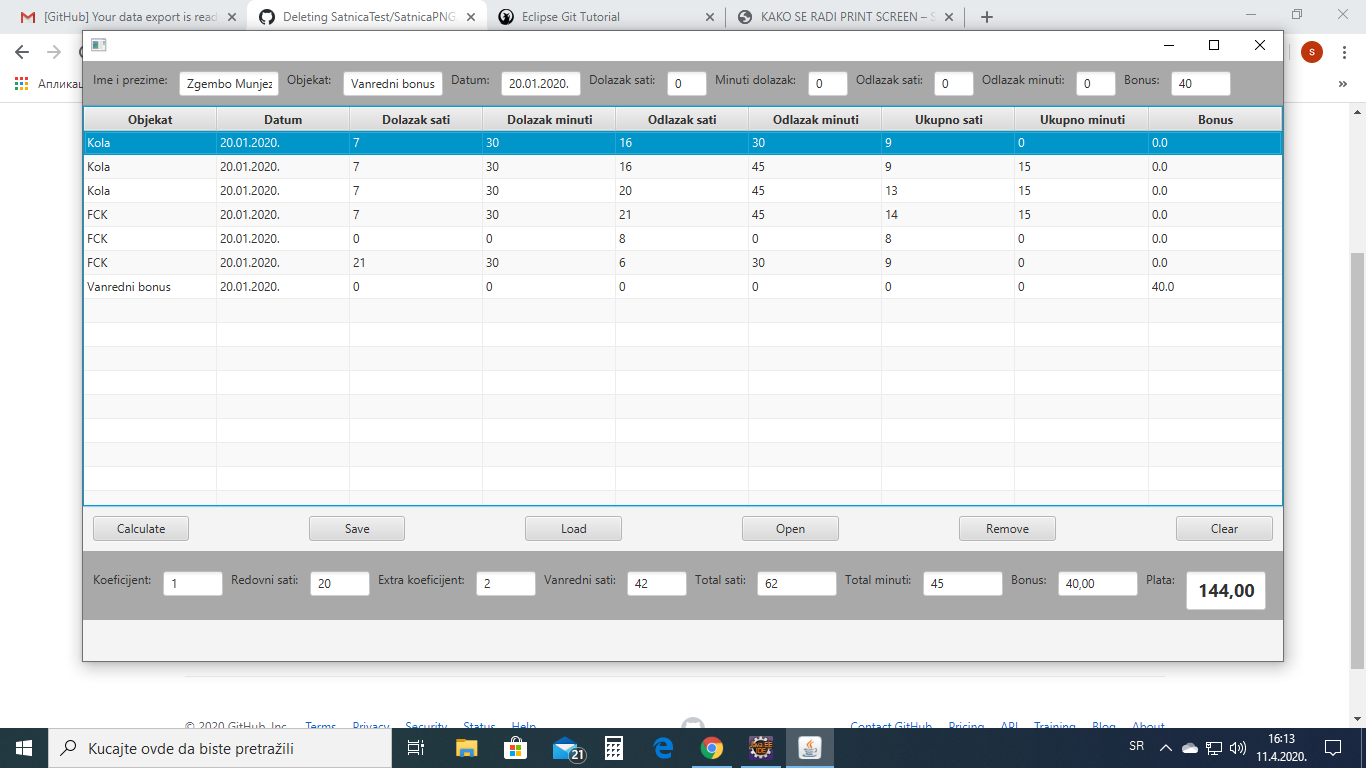 [GitHub] Your data export is read
Deleting SatnicaTest/SatnicaPNG
Eclipse Git Tutorial
KAKO SE RADI PRINT SCREEN – S
s
Ime i prezime: Zgembo Munjez Objekat: Vanredni bonus Datum: 20.01.2020. Dolazak sati: 0 Minuti dolazak: 0 Odlazak sati: 0 Odlazak minuti: 0 Bonus: 40
Objekat Datum Dolazak sati Dolazak minuti Odlazak sati Odlazak minuti Ukupno sati Ukupno minuti Bonus
Kola 20.01.2020. 7 30 16 30 9 0 0.0
Kola 20.01.2020. 7 30 16 45 9 15 0.0
Kola 20.01.2020. 7 30 20 45 13 15 0.0
FCK 20.01.2020. 7 30 21 45 14 15 0.0
FCK 20.01.2020. 0 0 8 0 8 0 0.0
FCK 20.01.2020. 21 30 6 30 9 0 0.0
Vanredni bonus 20.01.2020. 0 0 0 0 0 0 40.0
Calculate Save Load Open Remove Clear
Koeficijent: 1 Redovni sati: 20 Extra koeficijent: 2 Vanredni sati: 42 Total sati: 62 Total minuti: 45 Bonus: 40,00 Plata: 144,00
© 2020 GitHub, Inc. Terms Privacy Security Status Help Contact GitHub Pricing API Training Blog About
Kucajte ovde da biste pretražili
21
Java EE IDE
SR
16:13
11.4.2020.